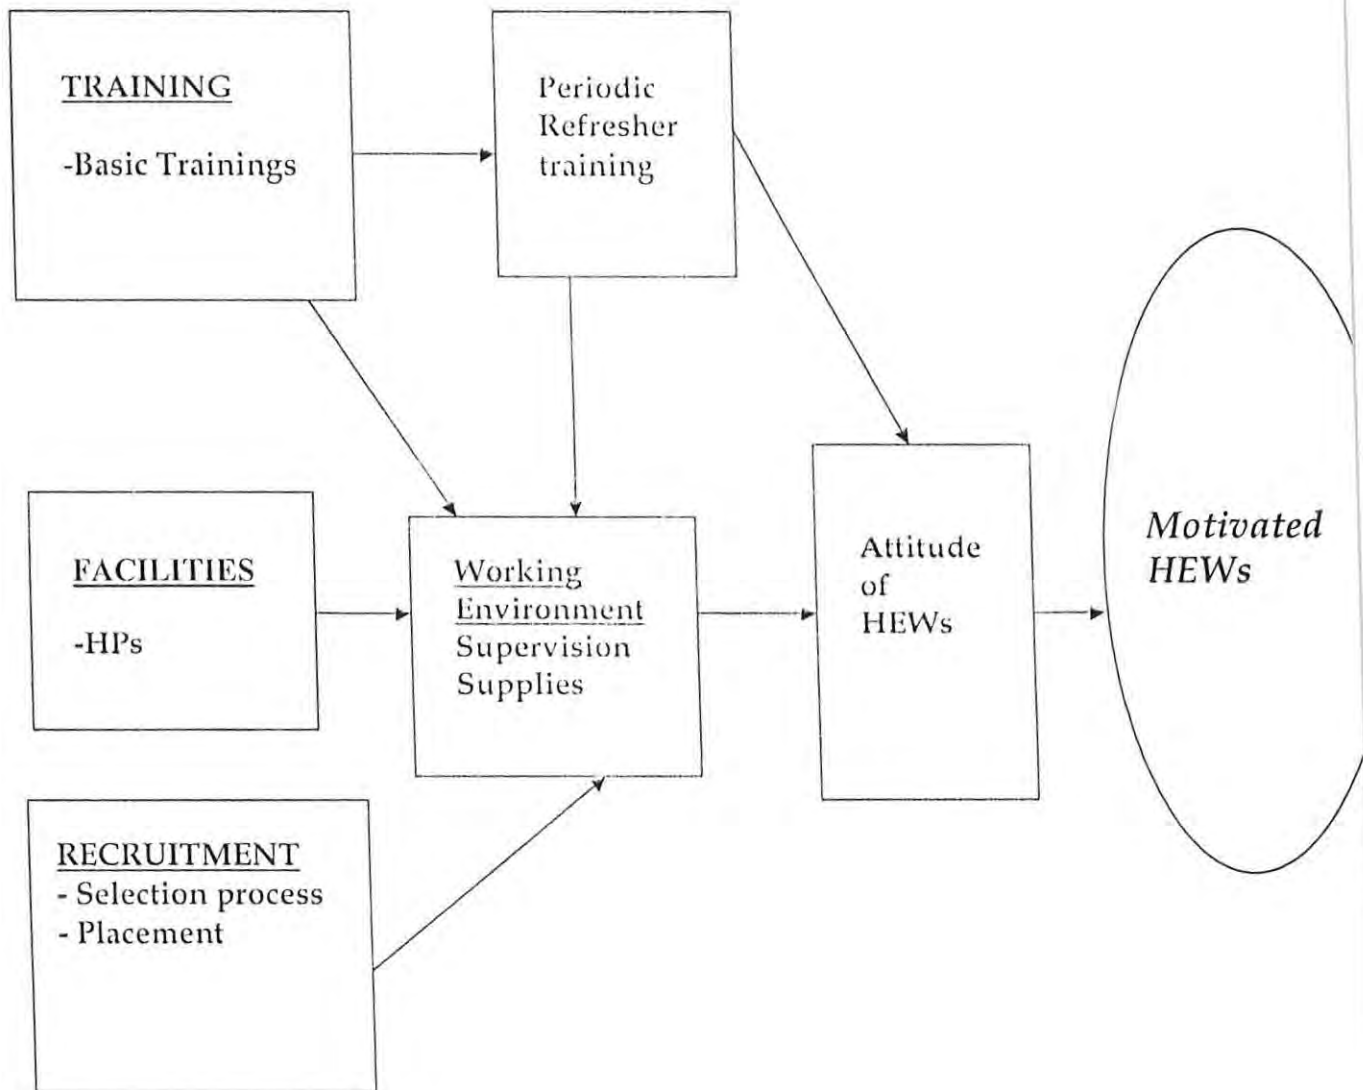 TRAINING
-Basic Trainings
Periodic
Refresher
training
FACILITIES
-HPs
Working
Environment
Supervision
Supplies
Attitude
of
HEWs
Motivated
HEWs
RECRUITMENT
- Selection process
- Placement